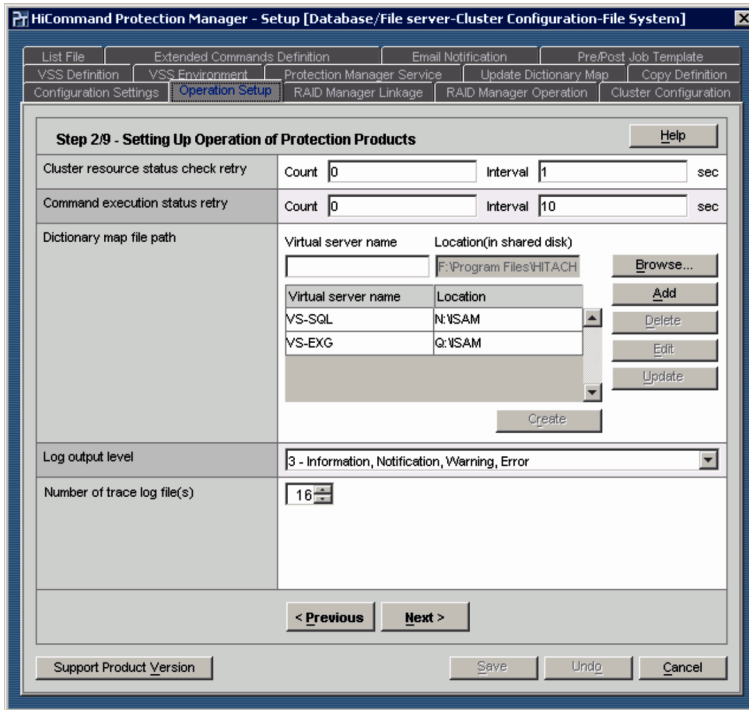 HiCommand Protection Manager - Setup [Database/File server-Cluster Configuration-File System]
List File Extended Commands Definition Email Notification Pre/Post Job Template
VSS Definition VSS Environment Protection Manager Service Update Dictionary Map Copy Definition
Configuration Settings Operation Setup RAID Manager Linkage RAID Manager Operation Cluster Configuration
Step 2/9 - Setting Up Operation of Protection Products Help
Cluster resource status check retry Count 0 Interval 1 sec
Command execution status retry Count 0 Interval 10 sec
Dictionary map file path
Virtual server name Location(in shared disk)
F:\Program Files\HITACH Browse...
Virtual server name Location Add
VS-SQL N:\ISAM Delete
VS-EXG Q:\ISAM Edit
Update
Create
Log output level 3 - Information, Notification, Warning, Error
Number of trace log file(s) 16
< Previous Next >
Support Product Version Save Undo Cancel